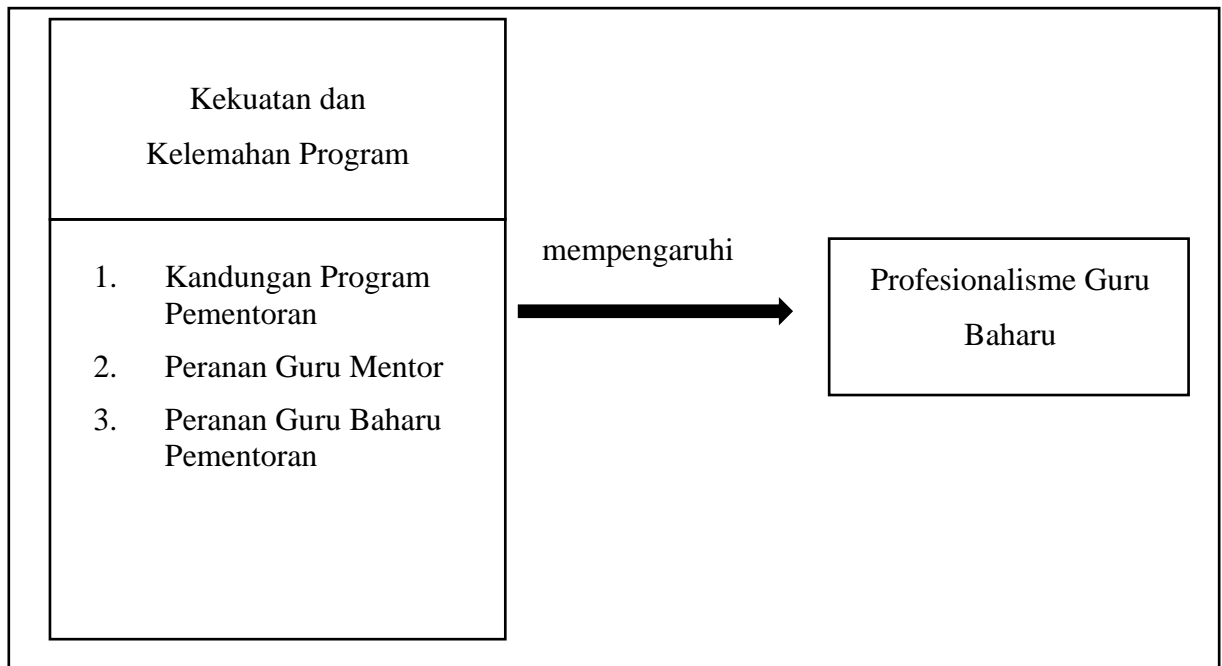 Kekuatan dan
Kelemahan Program
1. Kandungan Program
Pementoran
2. Peranan Guru Mentor
3. Peranan Guru Baharu
Pementoran
mempengaruhi
Profesionalisme Guru
Baharu